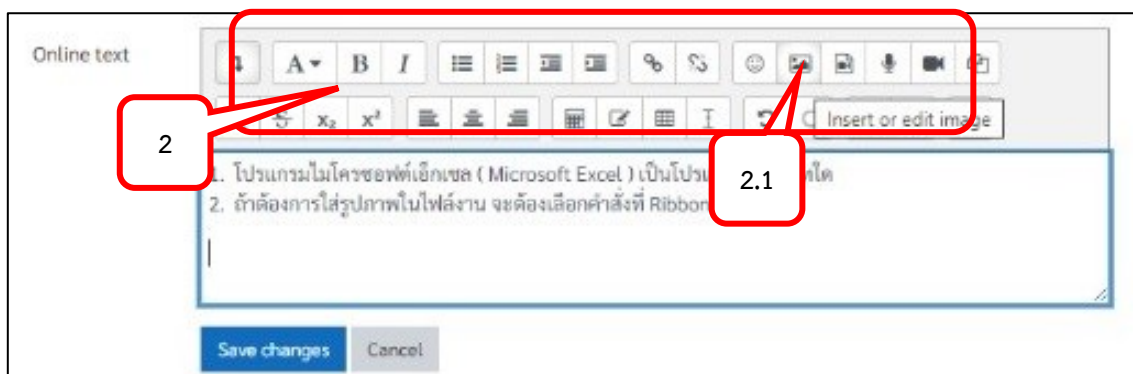 Online text
A B I
x₂ x²
Insert or edit image
2
2.1
1. โปรแกรมไมโครซอฟท์เอ็กเซล ( Microsoft Excel ) เป็น
2. ถ้าต้องการใส่รูปภาพในไฟล์งาน จะต้องเลือกคำสั่งที่ Ribbon
Save changes Cancel